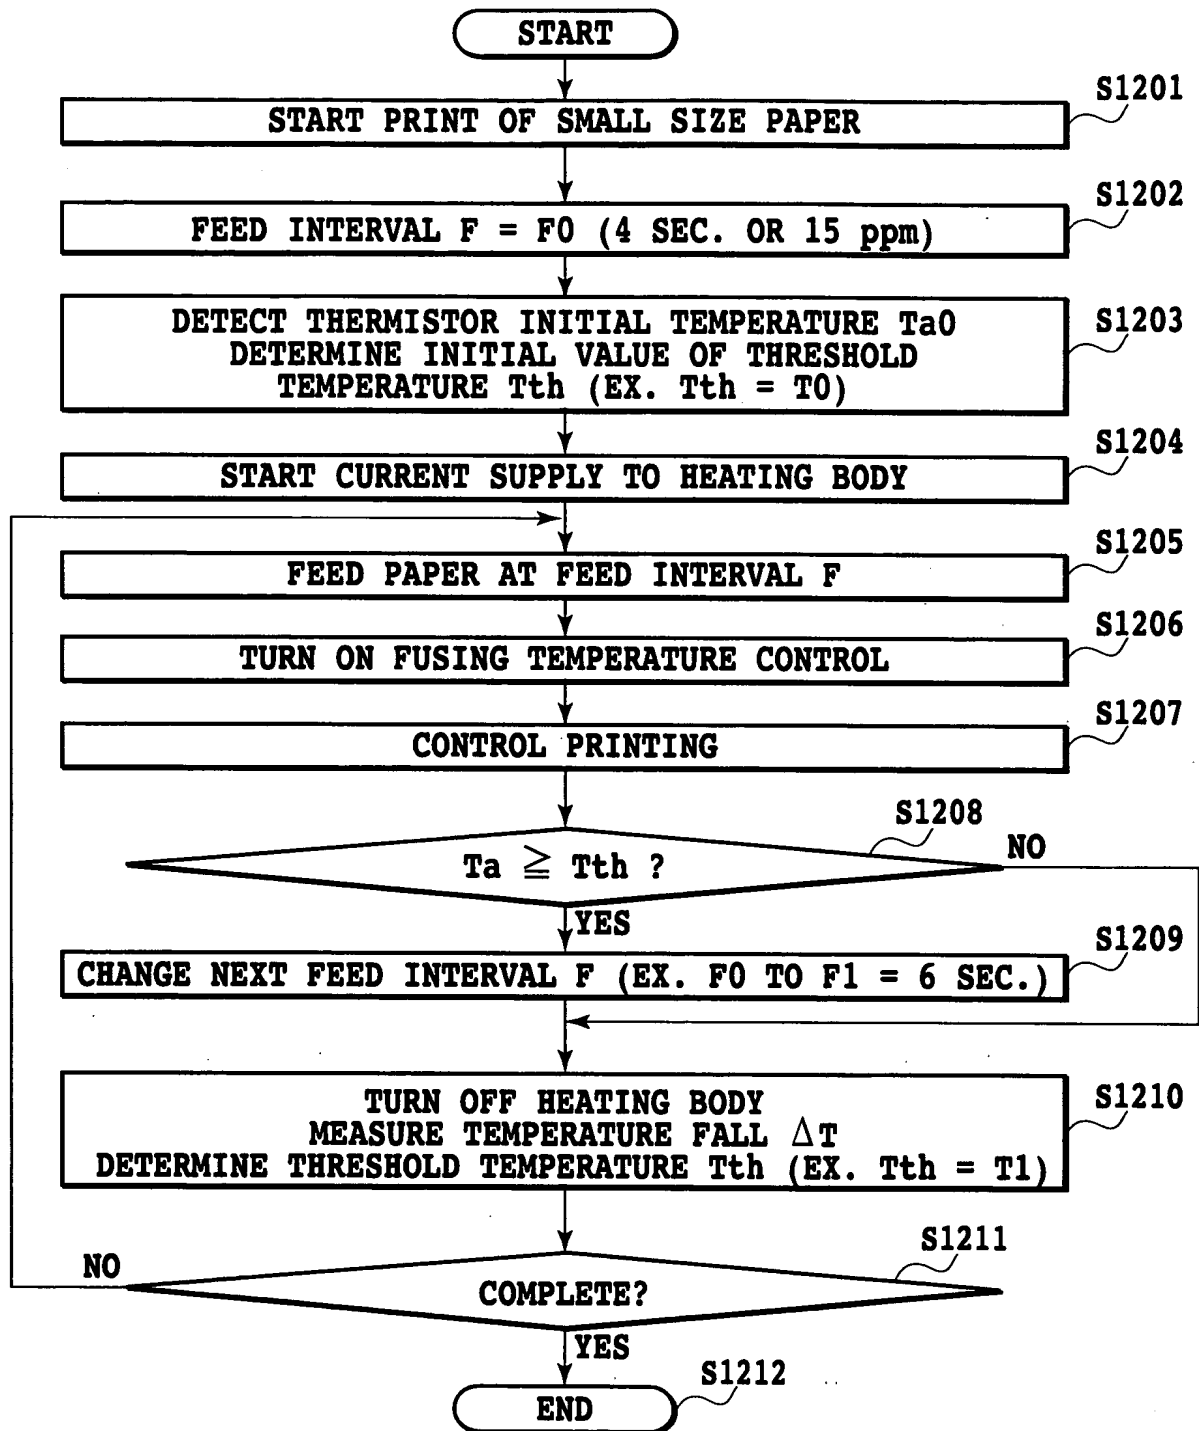 START
S1201
START PRINT OF SMALL SIZE PAPER
S1202
FEED INTERVAL F = F0 (4 SEC. OR 15 ppm)
S1203
DETECT THERMISTOR INITIAL TEMPERATURE Ta0
DETERMINE INITIAL VALUE OF THRESHOLD
TEMPERATURE Tth (EX. Tth = T0)
S1204
START CURRENT SUPPLY TO HEATING BODY
S1205
FEED PAPER AT FEED INTERVAL F
S1206
TURN ON FUSING TEMPERATURE CONTROL
S1207
CONTROL PRINTING
S1208
Ta ≧ Tth ?
NO
YES
S1209
CHANGE NEXT FEED INTERVAL F (EX. F0 TO F1 = 6 SEC.)
S1210
TURN OFF HEATING BODY
MEASURE TEMPERATURE FALL ΔT
DETERMINE THRESHOLD TEMPERATURE Tth (EX. Tth = T1)
S1211
NO
COMPLETE?
YES
S1212
END